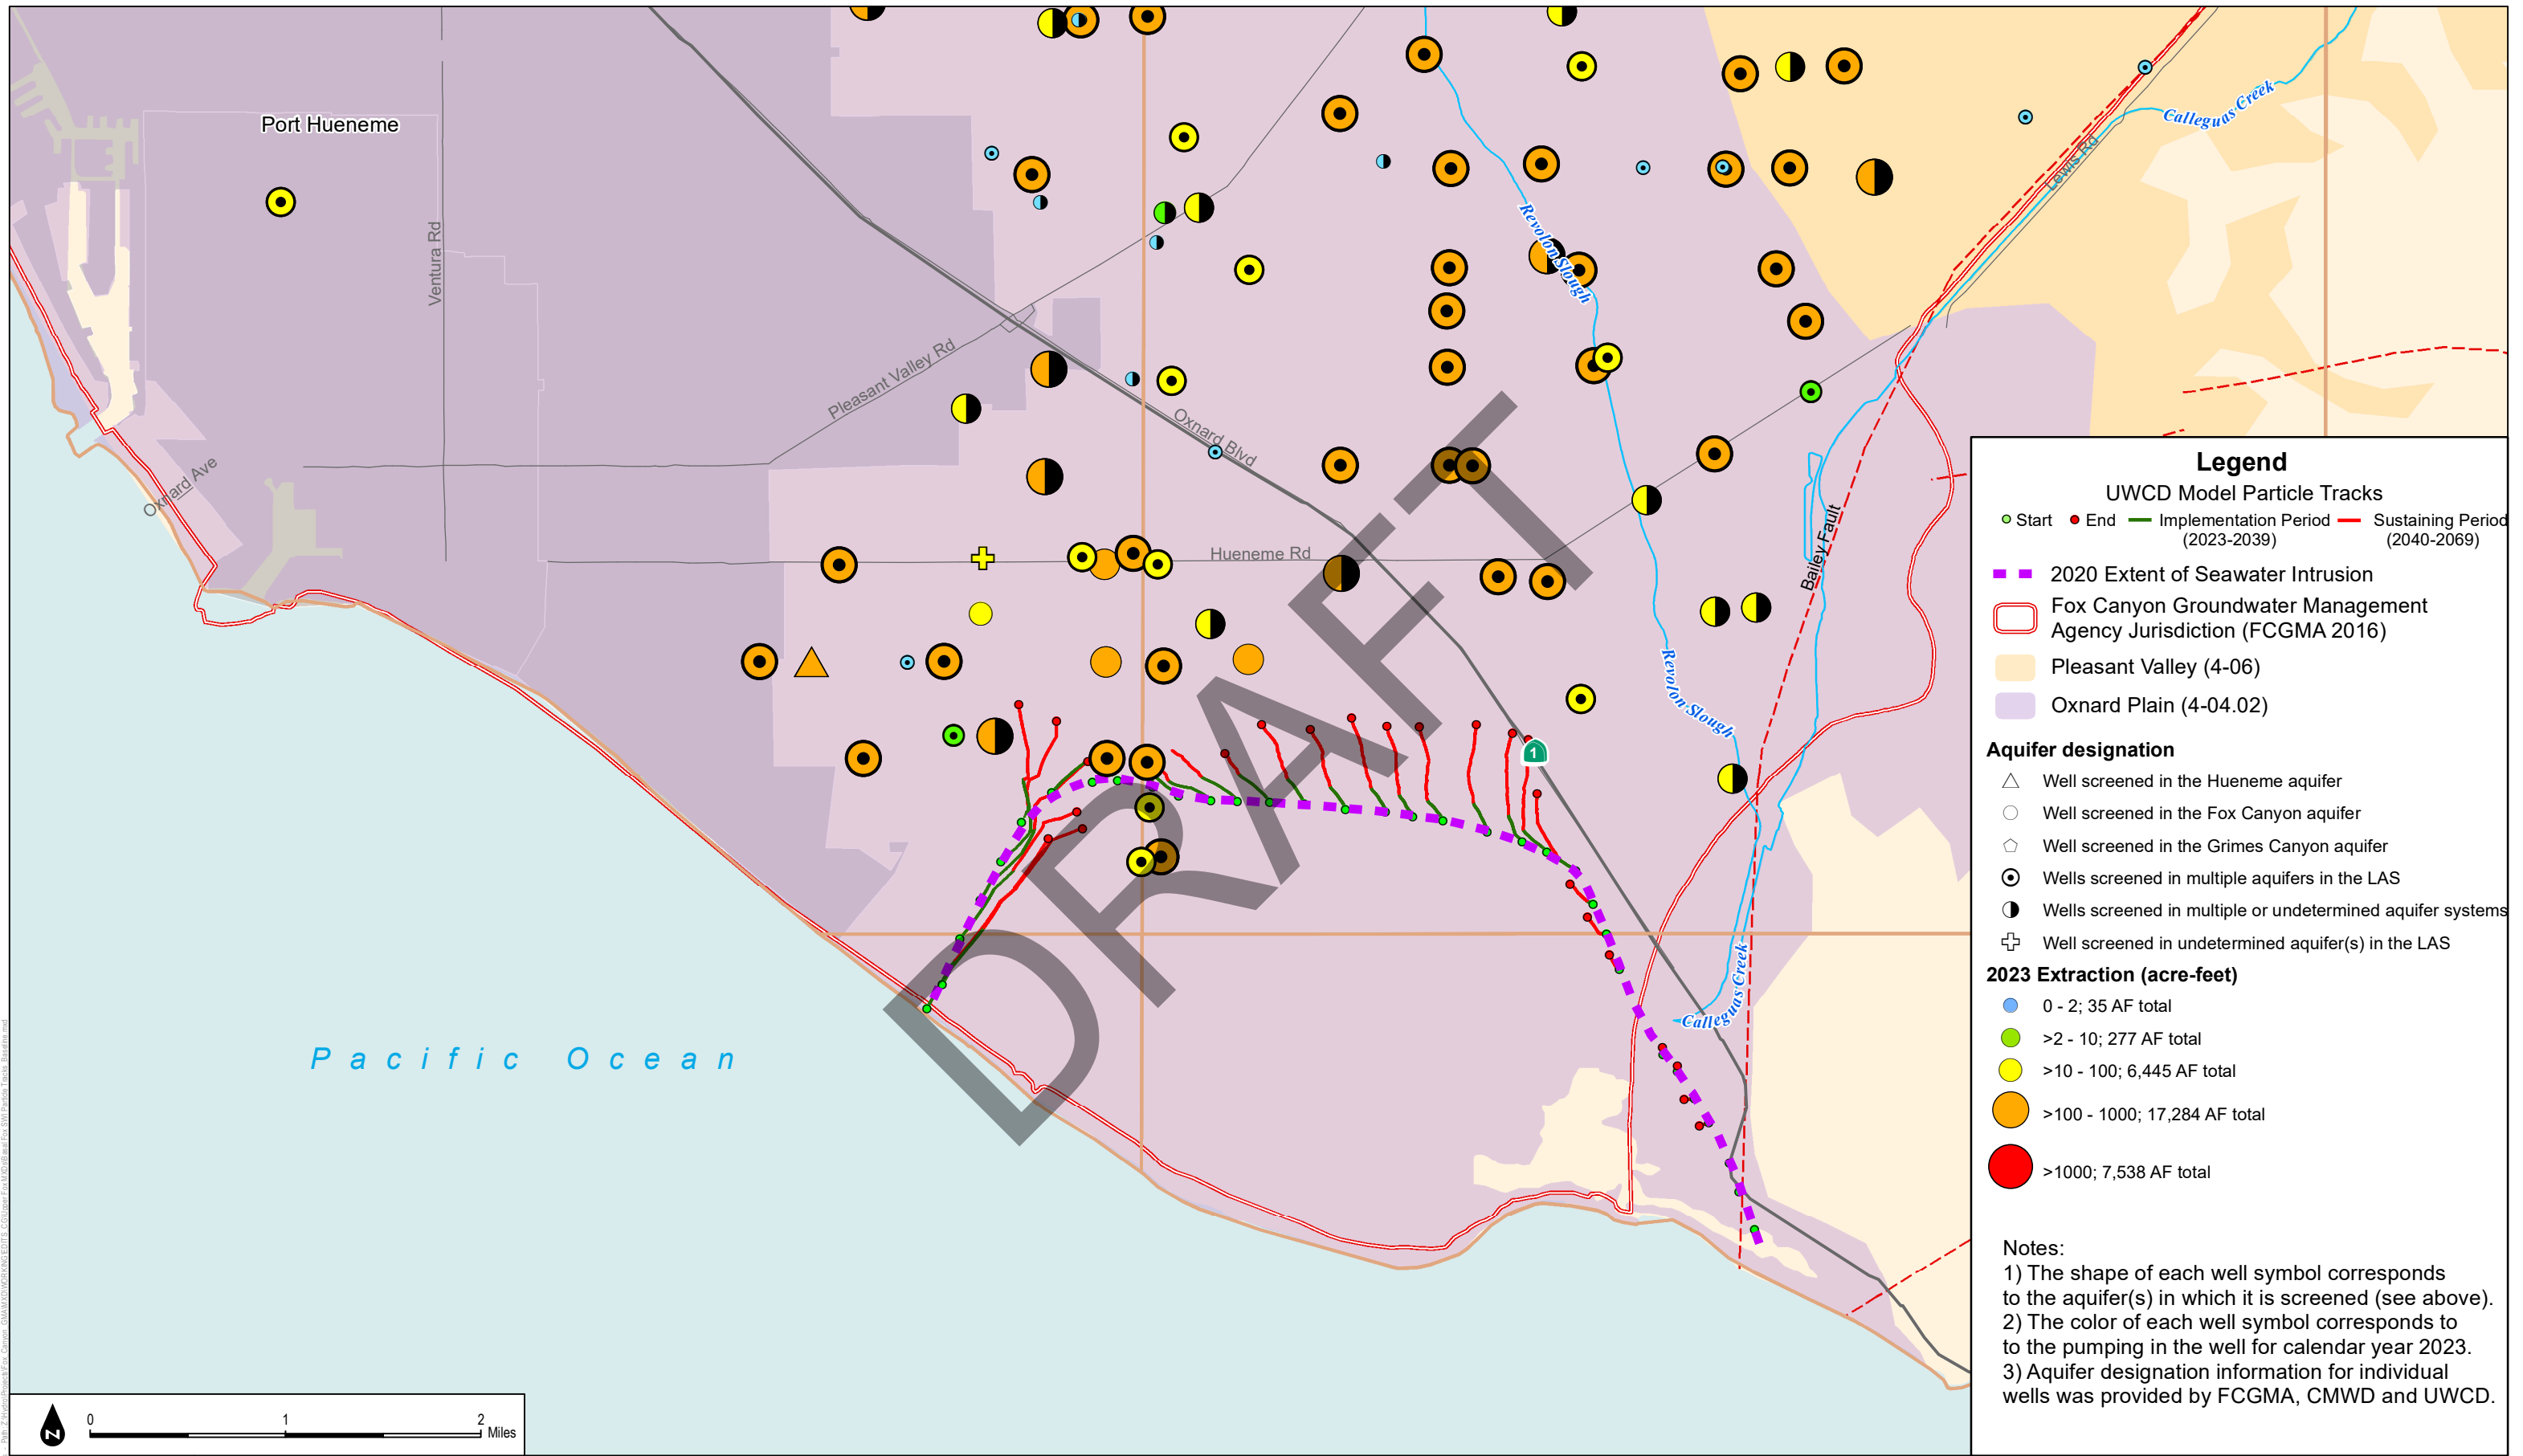 Port Hueneme
Ventura Rd
Oxnard Ave
Pleasant Valley Rd
Oxnard Blvd
Hueneme Rd
Revolon Slough
Revolon Slough
Calleguas Creek
Lewis Rd
Bailey Fault
1
Calleguas Creek
Pacific Ocean
DRAFT
0 1 2
Miles
N
Legend
UWCD Model Particle Tracks
Start End Implementation Period Sustaining Period
(2023-2039) (2040-2069)
2020 Extent of Seawater Intrusion
Fox Canyon Groundwater Management
Agency Jurisdiction (FCGMA 2016)
Pleasant Valley (4-06)
Oxnard Plain (4-04.02)
Aquifer designation
Well screened in the Hueneme aquifer
Well screened in the Fox Canyon aquifer
Well screened in the Grimes Canyon aquifer
Wells screened in multiple aquifers in the LAS
Wells screened in multiple or undetermined aquifer systems
Well screened in undetermined aquifer(s) in the LAS
2023 Extraction (acre-feet)
0 - 2; 35 AF total
>2 - 10; 277 AF total
>10 - 100; 6,445 AF total
>100 - 1000; 17,284 AF total
>1000; 7,538 AF total
Notes:
1) The shape of each well symbol corresponds
to the aquifer(s) in which it is screened (see above).
2) The color of each well symbol corresponds to
to the pumping in the well for calendar year 2023.
3) Aquifer designation information for individual
wells was provided by FCGMA, CMWD and UWCD.